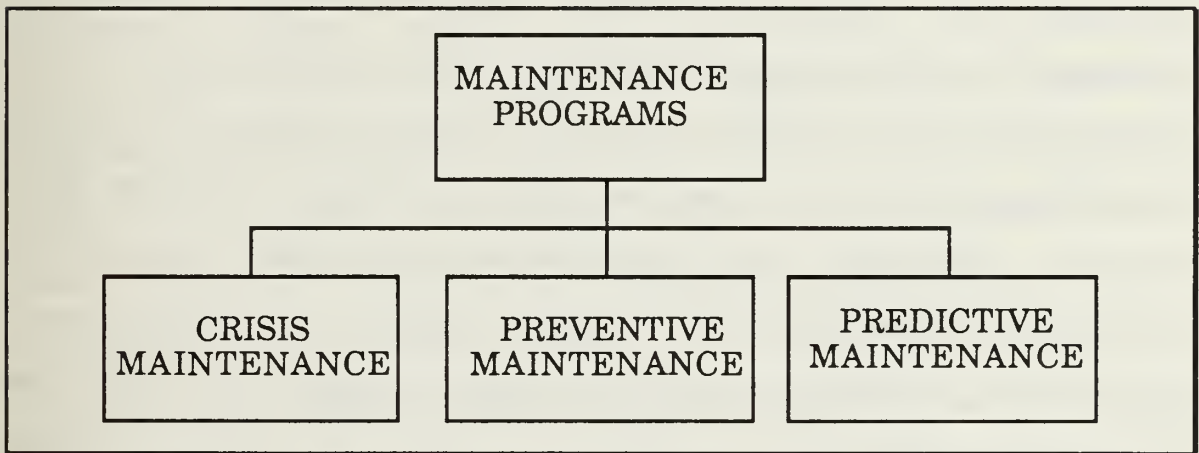 MAINTENANCE
PROGRAMS
CRISIS
MAINTENANCE
PREVENTIVE
MAINTENANCE
PREDICTIVE
MAINTENANCE